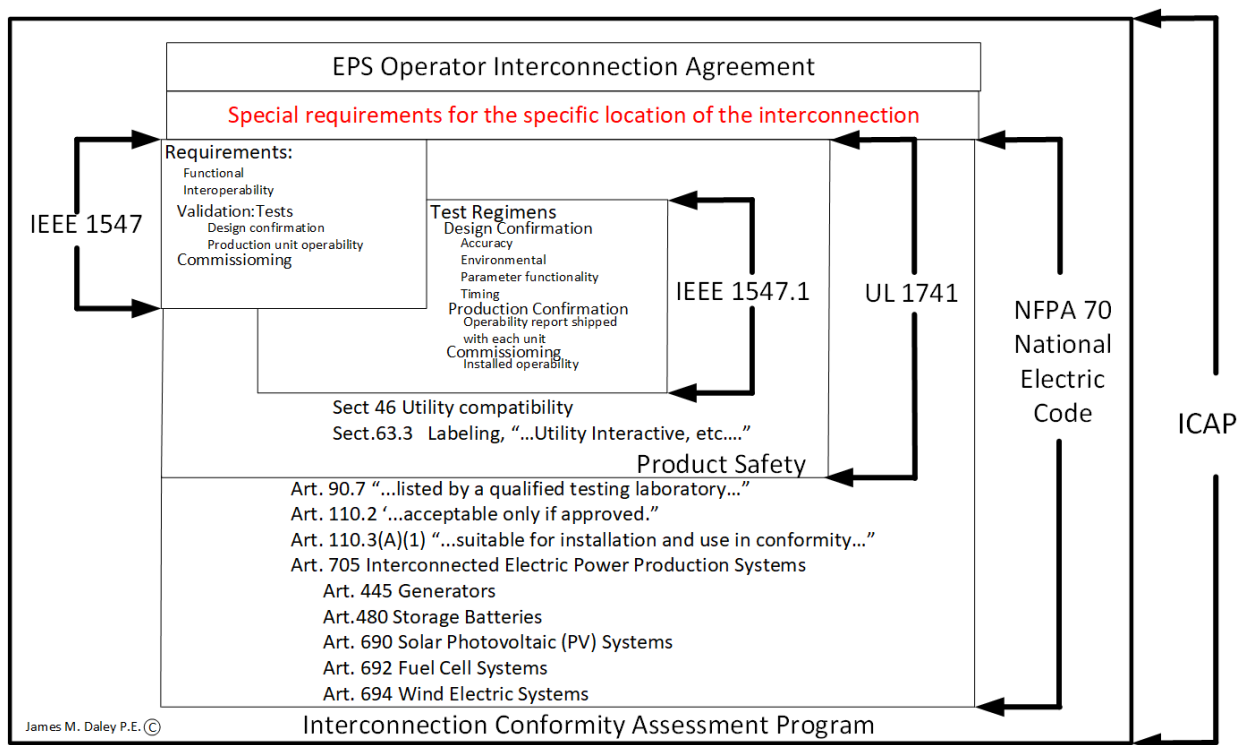 EPS Operator Interconnection Agreement
Special requirements for the specific location of the interconnection
IEEE 1547
Requirements:
Functional
Interoperability
Validation:Tests
Design confirmation
Production unit operability
Commissioming
Test Regimens
Design Confirmation
Accuracy
Environmental
Parameter functionality
Timing
Production Confirmation
Operability report shipped
with each unit
Commissioming
Installed operability
IEEE 1547.1
UL 1741
NFPA 70
National
Electric
Code
ICAP
Sect 46 Utility compatibility
Sect.63.3 Labeling, “...Utility Interactive, etc....”
Product Safety
Art. 90.7 “...listed by a qualified testing laboratory...”
Art. 110.2 ‘...acceptable only if approved.”
Art. 110.3(A)(1) “...suitable for installation and use in conformity...”
Art. 705 Interconnected Electric Power Production Systems
Art. 445 Generators
Art.480 Storage Batteries
Art. 690 Solar Photovoltaic (PV) Systems
Art. 692 Fuel Cell Systems
Art. 694 Wind Electric Systems
James M. Daley P.E. ©
Interconnection Conformity Assessment Program